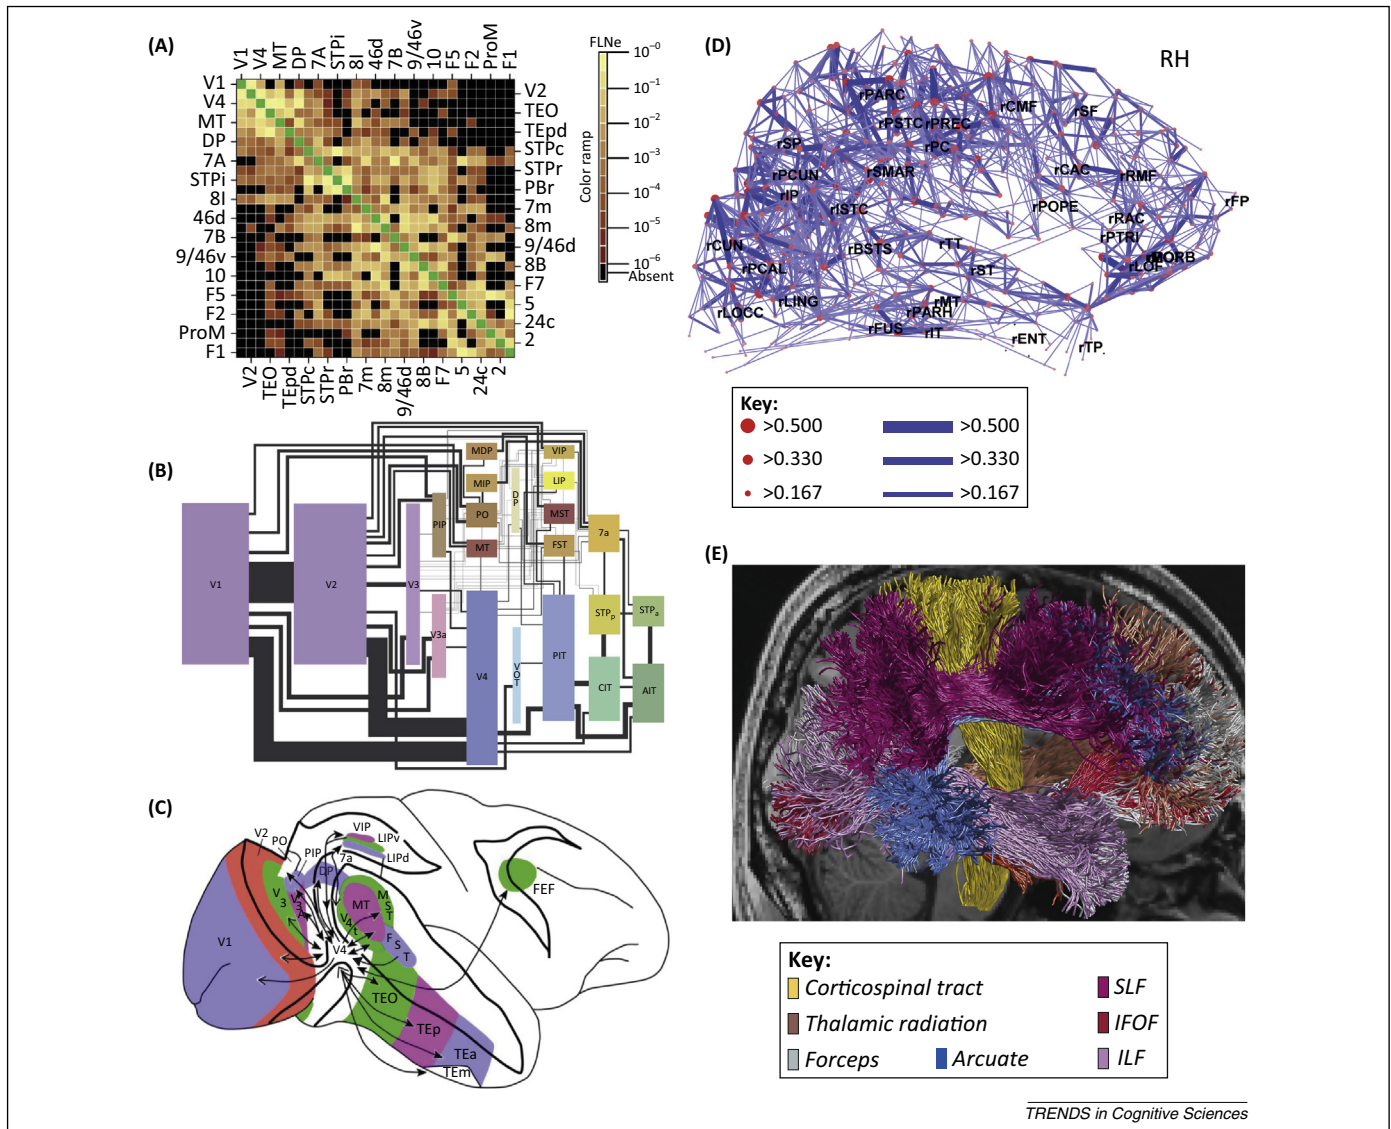 (A)
V1 V4 MT DP 7A STPi 8l 46d 7B 9/46v 10 F5 F2 ProM F1
V1
V4
MT
DP
7A
STPi
8l
46d
7B
9/46v
10
F5
F2
ProM
F1
V2
TEO
TEpd
STPc
STPr
PBr
7m
8m
9/46d
8B
F7
5
24c
2
V2 TEO TEpd STPc STPr PBr 7m 8m 9/46d 8B F7 5 24c 2
FLNe
Color ramp
10⁻⁰
10⁻¹
10⁻²
10⁻³
10⁻⁴
10⁻⁵
10⁻⁶
Absent
(B)
V1
V2
V3
PIP
V3a
MDP
MIP
PO
MT
V4
DP
VOT
VIP
LIP
MST
FST
PIT
7a
STPp
CIT
STPa
AIT
(C)
V2
PO
PIP
VIP
LIPv
7a
LIPd
DP
V3
V3A
MT
MST
V4t
FST
V4
V1
FEF
TEO
TEp
TEa
TEm
(D)
RH
rPARC
rCMF
rSF
rPSTC
rPREC
rSP
rPC
rPCUN
rSMAR
rCAC
rRMF
rIP
rISTC
rPOPE
rFP
rRAC
rPTRI
rCUN
rBSTS
rTT
rPCAL
rST
rLOF
rLOCC
rLING
rMT
rPARH
rFUS
rIT
rENT
rTP
Key:
>0.500 >0.500
>0.330 >0.330
>0.167 >0.167
(E)
Key:
Corticospinal tract SLF
Thalamic radiation IFOF
Forceps Arcuate ILF
TRENDS in Cognitive Sciences